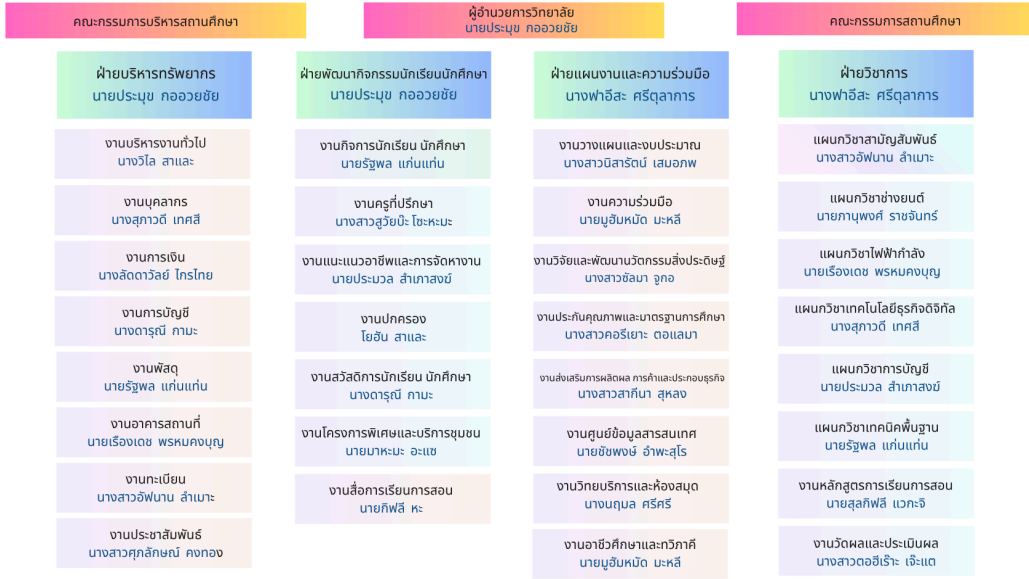 คณะกรรมการบริหารสถานศึกษา
ผู้อำนวยการวิทยาลัย
นายประมุข กออวยชัย
คณะกรรมการสถานศึกษา
ฝ่ายบริหารทรัพยากร
นายประมุข กออวยชัย
งานบริหารงานทั่วไป
นางวิไล สาและ
งานบุคลากร
นางสุภาวดี เทศสี
งานการเงิน
นางลัดดาวัลย์ ไกรไทย
งานการบัญชี
นางดารุณี กามะ
งานพัสดุ
นายรัฐพล แก่นแท่น
งานอาคารสถานที่
นายเรืองเดช พรหมคงบุญ
งานทะเบียน
นางสาวอัฟนาน ลำเมาะ
งานประชาสัมพันธ์
นางสาวศุภลักษณ์ คงทอง
ฝ่ายพัฒนากิจกรรมนักเรียนนักศึกษา
นายประมุข กออวยชัย
งานกิจการนักเรียน นักศึกษา
นายรัฐพล แก่นแท่น
งานครูที่ปรึกษา
นางสาวสูวัยบ๊ะ โซะหะมะ
งานแนะแนวอาชีพและการจัดหางาน
นายประมวล สำเภาสงฆ์
งานปกครอง
โยฮัน สาและ
งานสวัสดิการนักเรียน นักศึกษา
นางดารุณี กามะ
งานโครงการพิเศษและบริการชุมชน
นายมาหะมะ อะแซ
งานสื่อการเรียนการสอน
นายกิฟลี หะ
ฝ่ายแผนงานและความร่วมมือ
นางฟาอีสะ ศรีตุลาการ
งานวางแผนและงบประมาณ
นางสาวนิสารัตน์ เสมอภพ
งานความร่วมมือ
นายมูฮัมหมัด มะหลี
งานวิจัยและพัฒนานวัตกรรมสิ่งประดิษฐ์
นางสาวซัลมา จูกอ
งานประกันคุณภาพและมาตรฐานการศึกษา
นางสาวคอรีเยาะ ตอแลมา
งานส่งเสริมการผลิตผล การค้าและประกอบธุรกิจ
นางสาวสากีนา สุหลง
งานศูนย์ข้อมูลสารสนเทศ
นายชัชพงษ์ อำพะสุโร
งานวิทยบริการและห้องสมุด
นางนฤมล ศรีศรี
งานอาชีวศึกษาและทวิภาคี
นายมูฮัมหมัด มะหลี
ฝ่ายวิชาการ
นางฟาอีสะ ศรีตุลาการ
แผนกวิชาสามัญสัมพันธ์
นางสาวอัฟนาน ลำเมาะ
แผนกวิชาช่างยนต์
นายภานุพงศ์ ราชจันทร์
แผนกวิชาไฟฟ้ากำลัง
นายเรืองเดช พรหมคงบุญ
แผนกวิชาเทคโนโลยีธุรกิจดิจิทัล
นางสุภาวดี เทศสี
แผนกวิชาการบัญชี
นายประมวล สำเภาสงฆ์
แผนกวิชาเทคนิคพื้นฐาน
นายรัฐพล แก่นแท่น
งานหลักสูตรการเรียนการสอน
นายสุลกิฟลี แวกะจิ
งานวัดผลและประเมินผล
นางสาวตอฮีเร๊าะ เจ๊ะแต